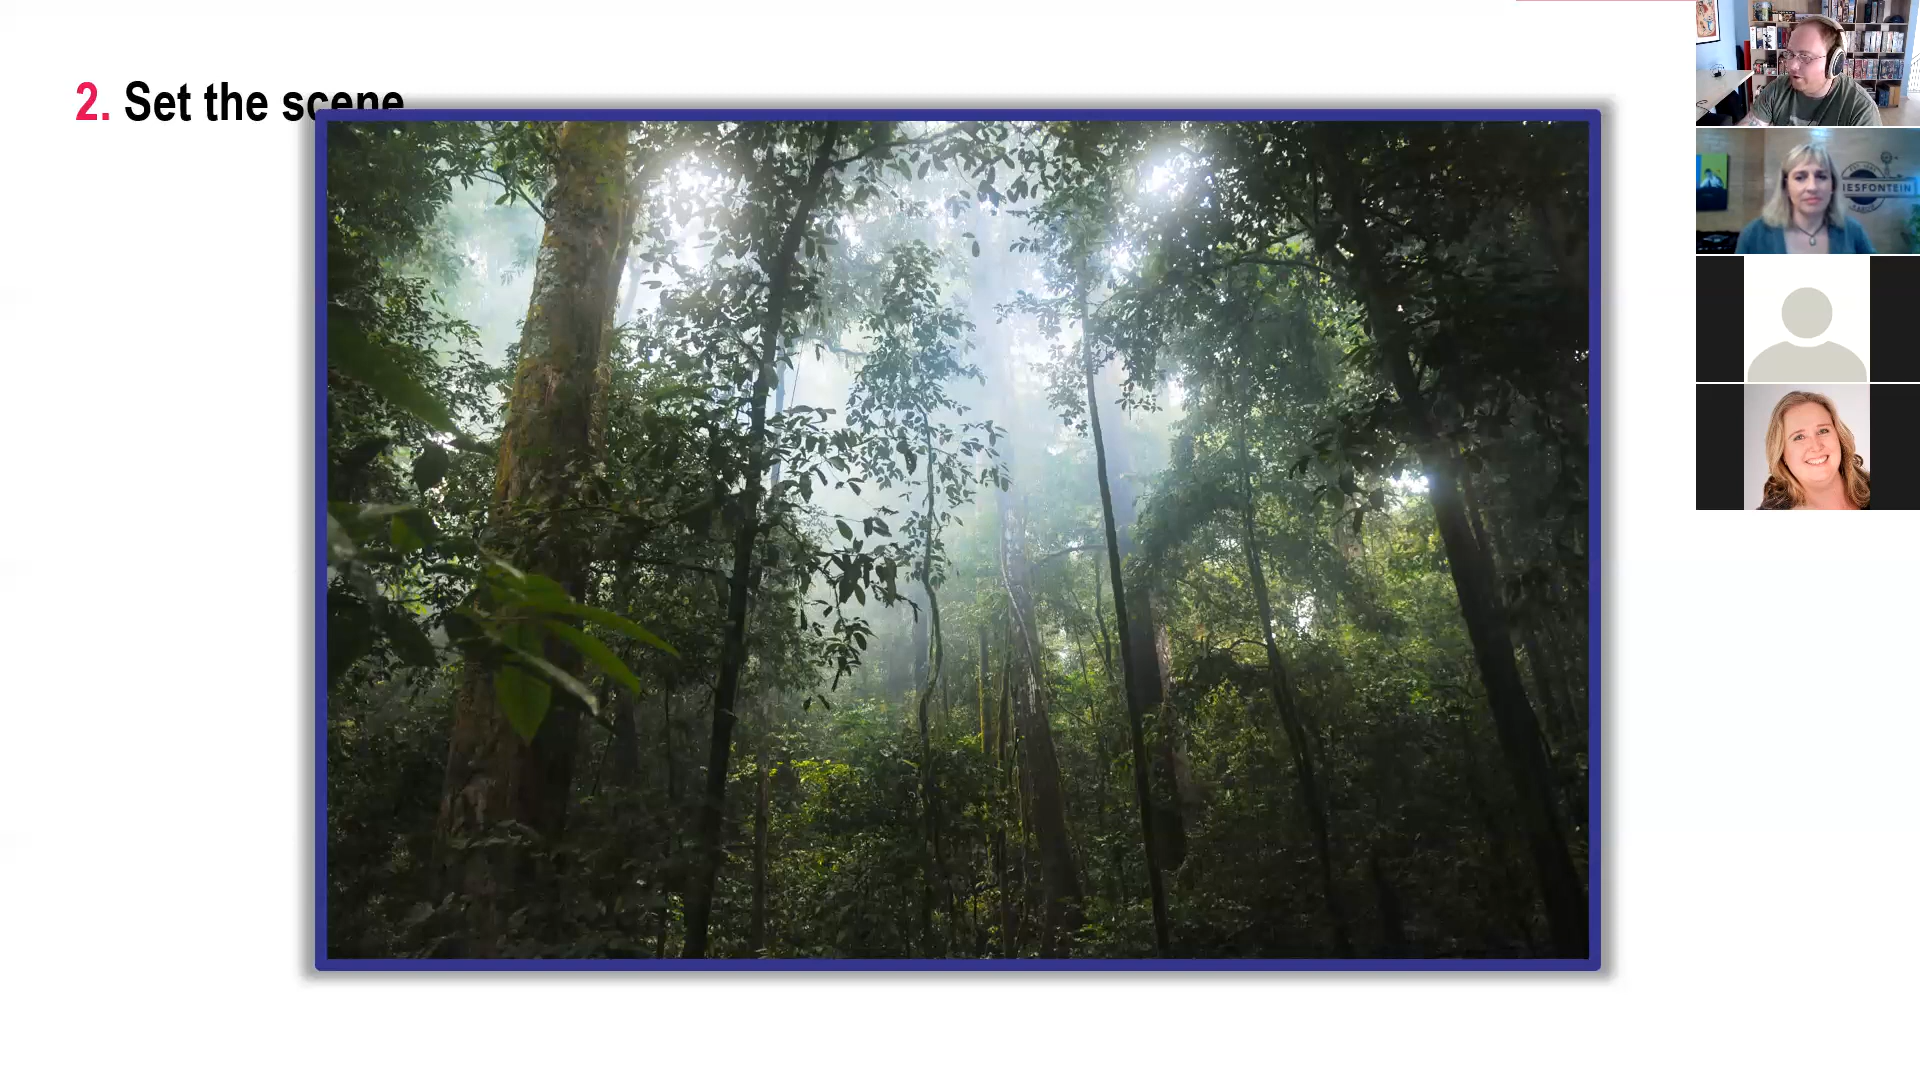 2. Set the scene
IESFONTEIN